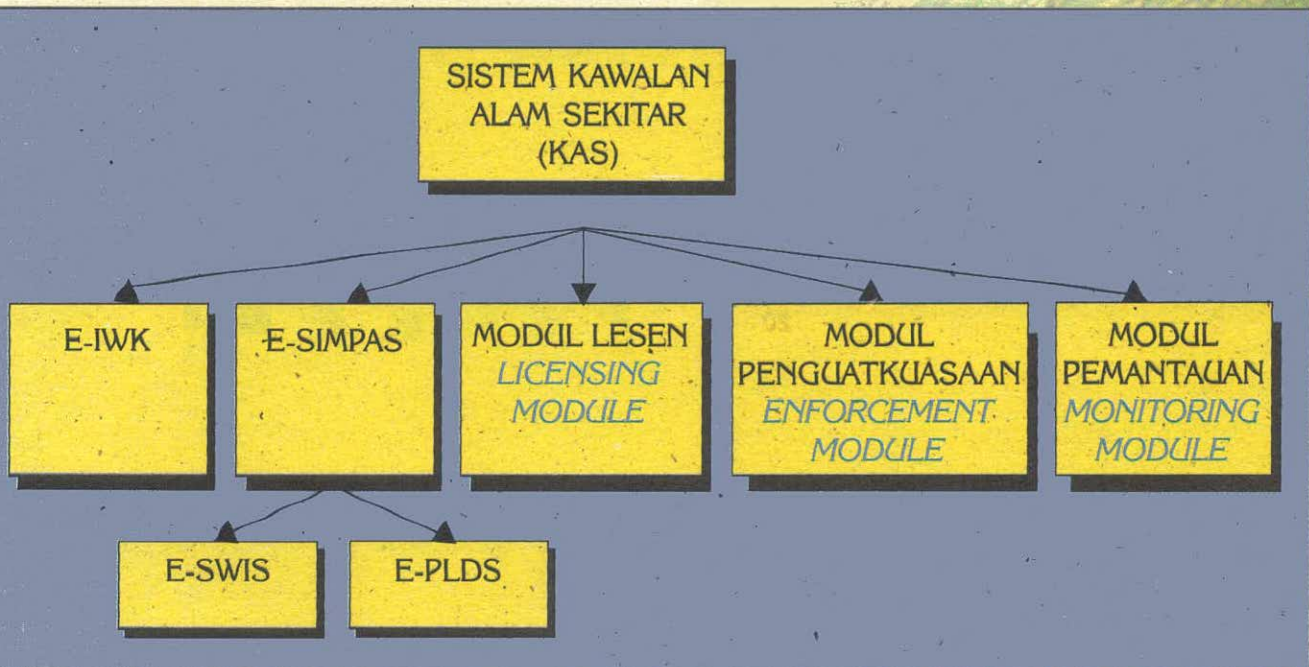 SISTEM KAWALAN
ALAM SEKITAR
(KAS)
E-IWK
E-SIMPAS
MODUL LESEN
LICENSING
MODULE
MODUL
PENGUATKUASAAN
ENFORCEMENT
MODULE
MODUL
PEMANTAUAN
MONITORING
MODULE
E-SWIS
E-PLDS